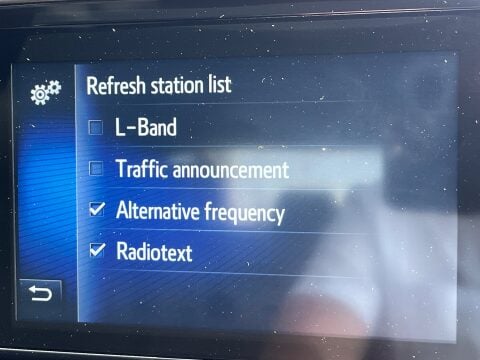 Refresh station list
L-Band
Traffic announcement
Alternative frequency
Radiotext